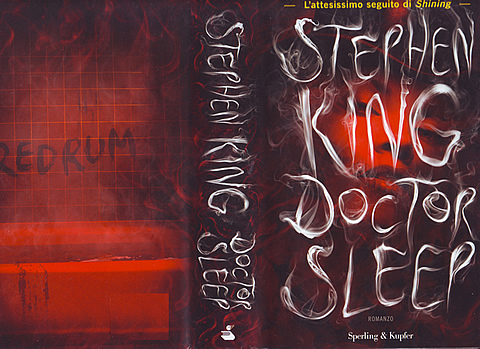 REDRUM
STEPHEN KING DOCTOR
SLEEP
L'attesissimo seguito di Shining
STEPHEN
KING
DOCTOR
SLEEP
ROMANZO
Sperling & Kupfer